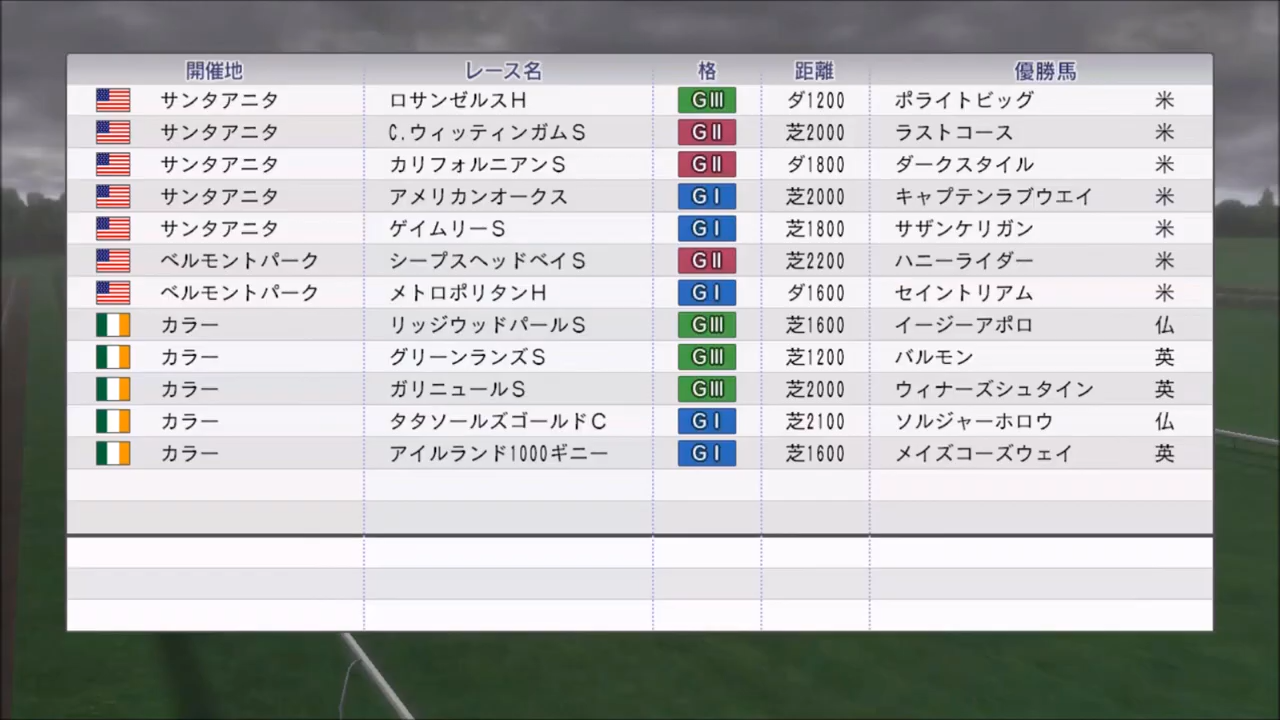 開催地 レース名 格 距離 優勝馬
サンタアニタ ロサンゼルスH GⅢ ダ1200 ポライトビッグ 米
サンタアニタ C.ウィッティンガムS GⅡ 芝2000 ラストコース 米
サンタアニタ カリフォルニアンS GⅡ ダ1800 ダークスタイル 米
サンタアニタ アメリカンオークス GⅠ 芝2000 キャプテンラブウエイ 米
サンタアニタ ゲイムリーS GⅠ 芝1800 サザンケリガン 米
ベルモントパーク シープスヘッドベイS GⅡ 芝2200 ハニーライダー 米
ベルモントパーク メトロポリタンH GⅠ ダ1600 セイントリアム 米
カラー リッジウッドパールS GⅢ 芝1600 イージーアポロ 仏
カラー グリーンランズS GⅢ 芝1200 バルモン 英
カラー ガリニュールS GⅢ 芝2000 ウィナーズシュタイン 英
カラー タタソールズゴールドC GⅠ 芝2100 ソルジャーホロウ 仏
カラー アイルランド1000ギニー GⅠ 芝1600 メイズコーズウェイ 英